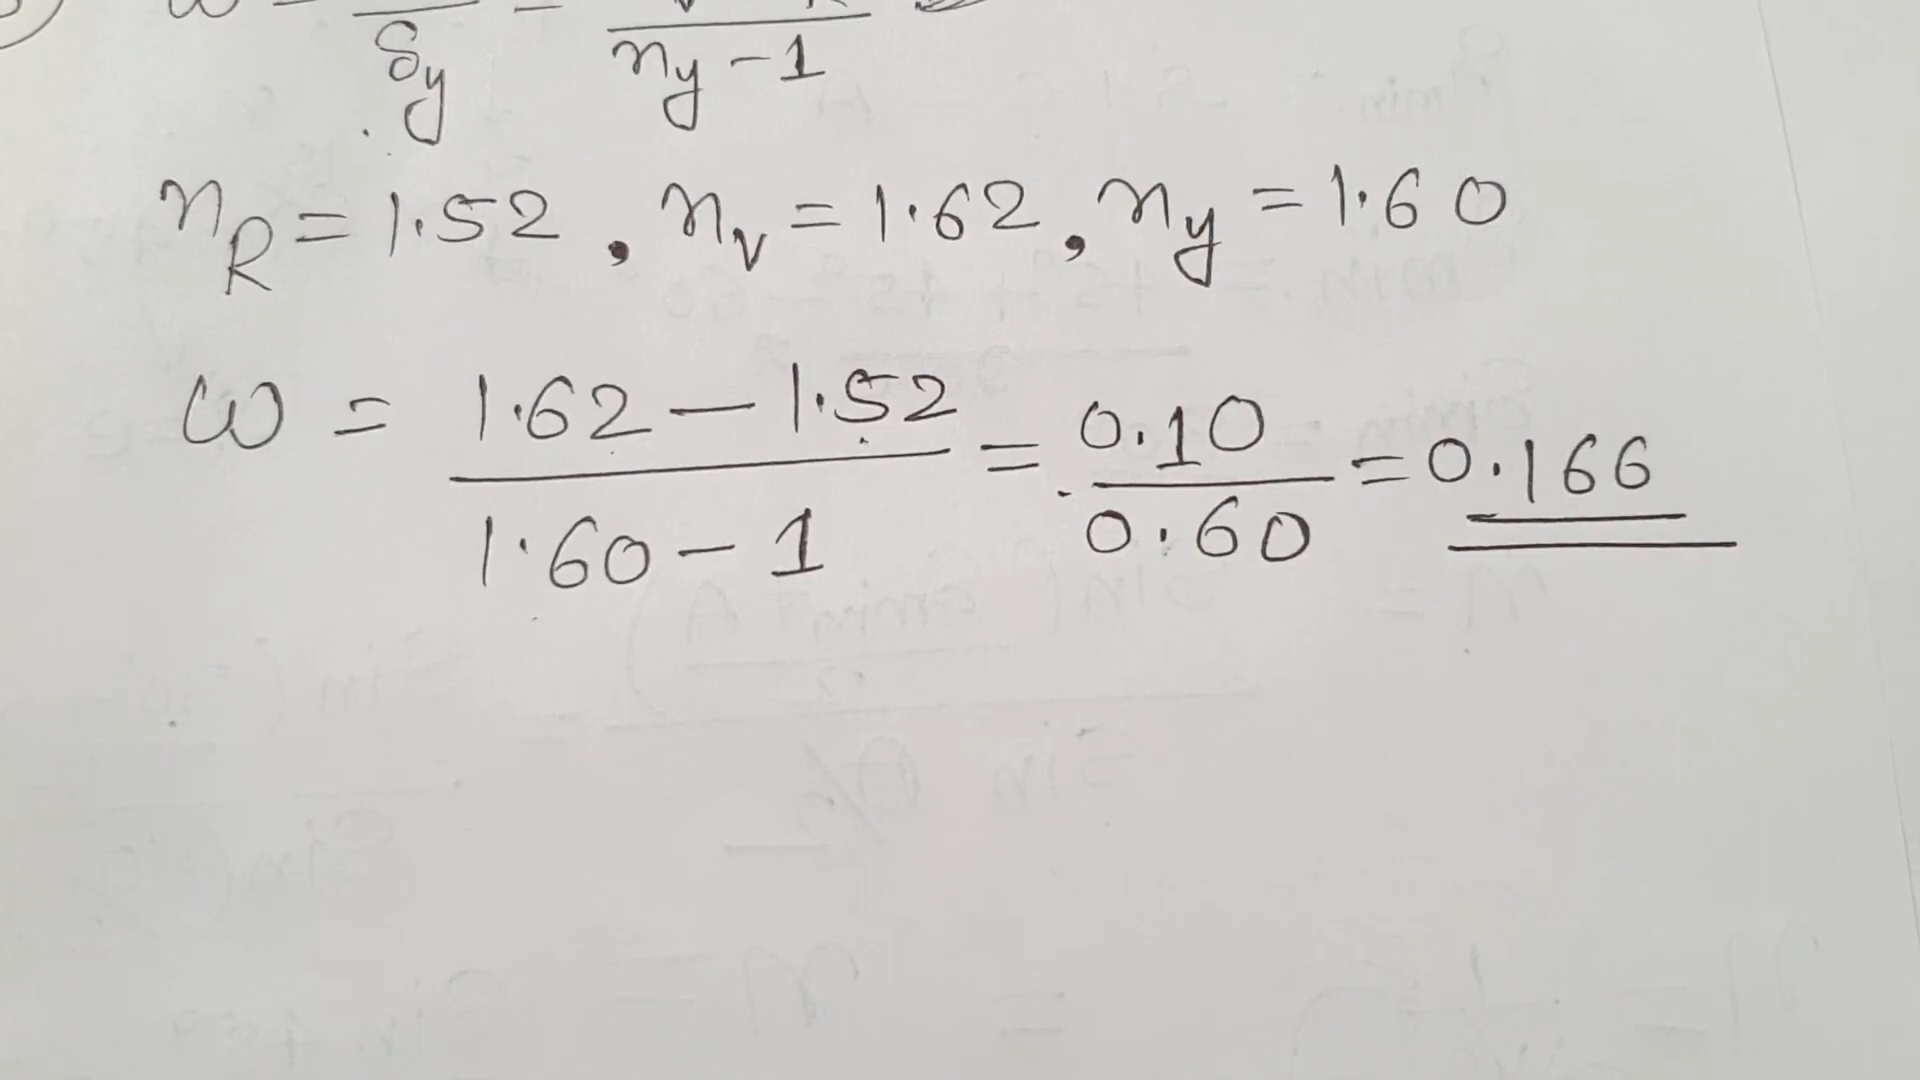 δy ny - 1
nR = 1.52 , nv = 1.62 , ny = 1.60
ω = 1.62 - 1.52 / 1.60 - 1 = 0.10 / 0.60 = 0.166